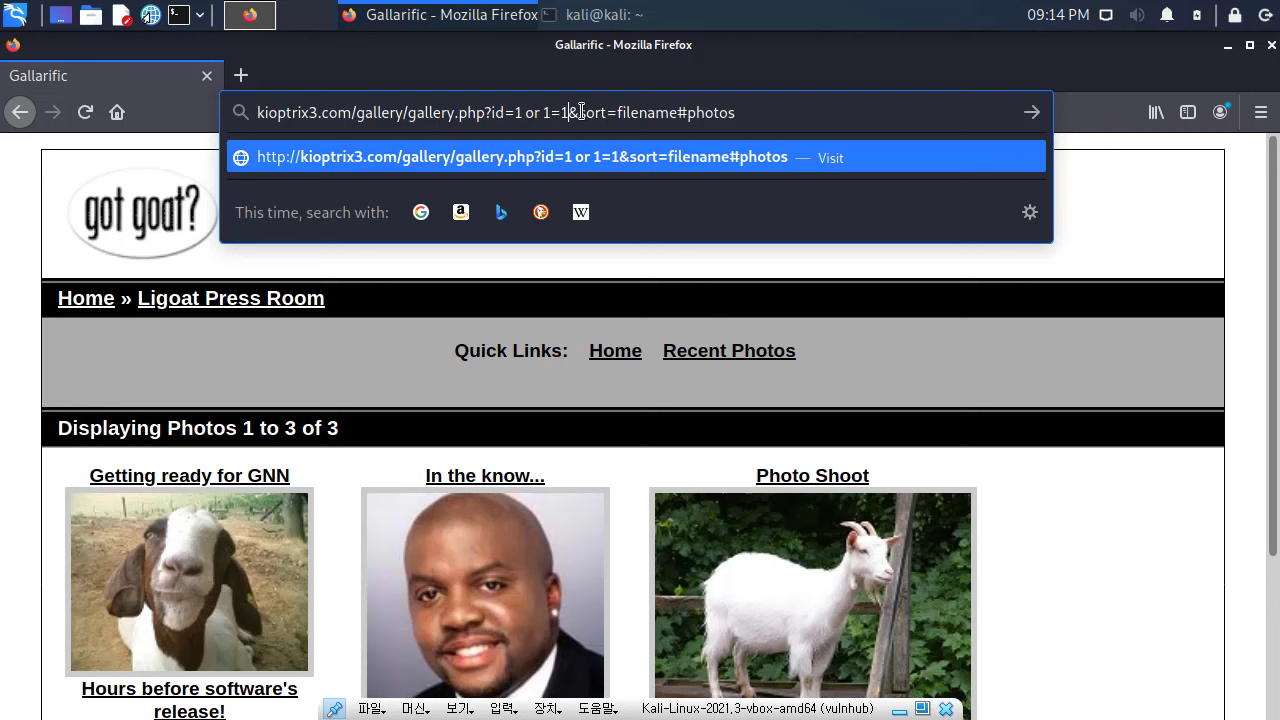 Gallarific - Mozilla Firefox
kali@kali: ~
09:14 PM
Gallarific - Mozilla Firefox
Gallarific
kioptrix3.com/gallery/gallery.php?id=1 or 1=1&sort=filename#photos
http://kioptrix3.com/gallery/gallery.php?id=1 or 1=1&sort=filename#photos — Visit
This time, search with:
got goat?
Home » Ligoat Press Room
Quick Links: Home Recent Photos
Displaying Photos 1 to 3 of 3
Getting ready for GNN
In the know...
Photo Shoot
Hours before software's
release!
파일 머신 보기 입력 장치 도움말 Kali-Linux-2021.3-vbox-amd64 (vulnhub)